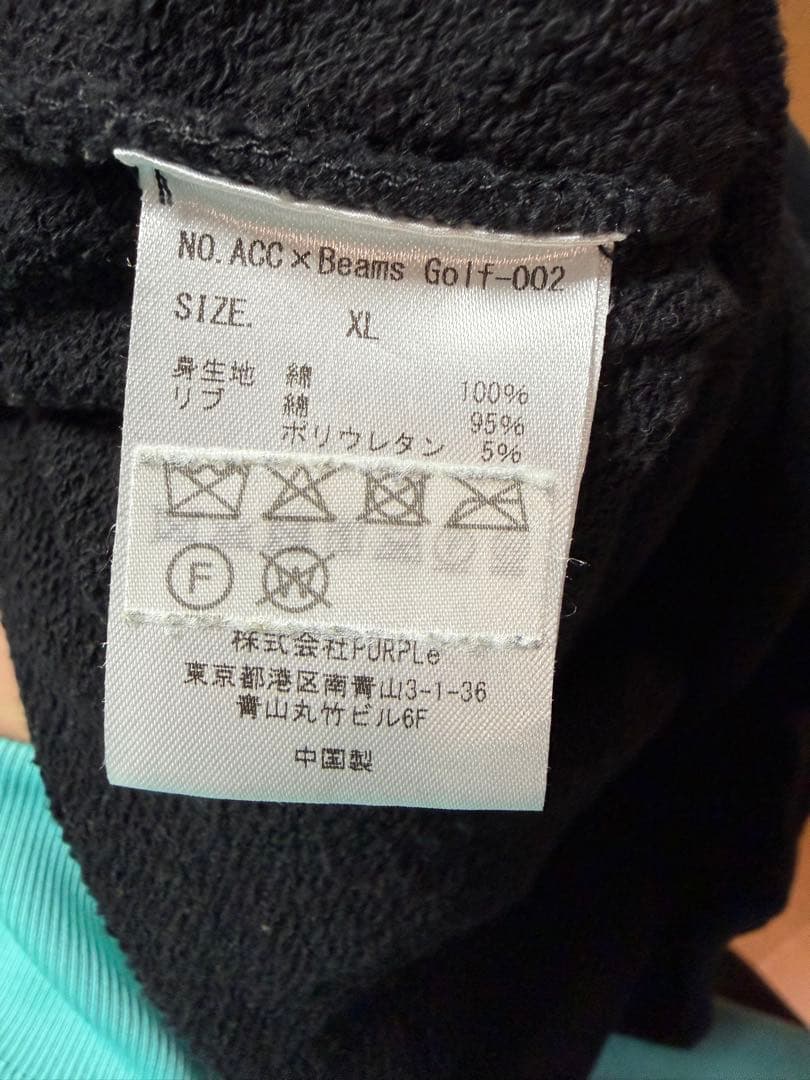 NO.ACC×Beams Golf-002
SIZE. XL
身生地 綿 100%
リブ 綿 95%
ポリウレタン 5%
F
W
株式会社PURPLe
東京都港区南青山3-1-36
青山丸竹ビル6F
中国製